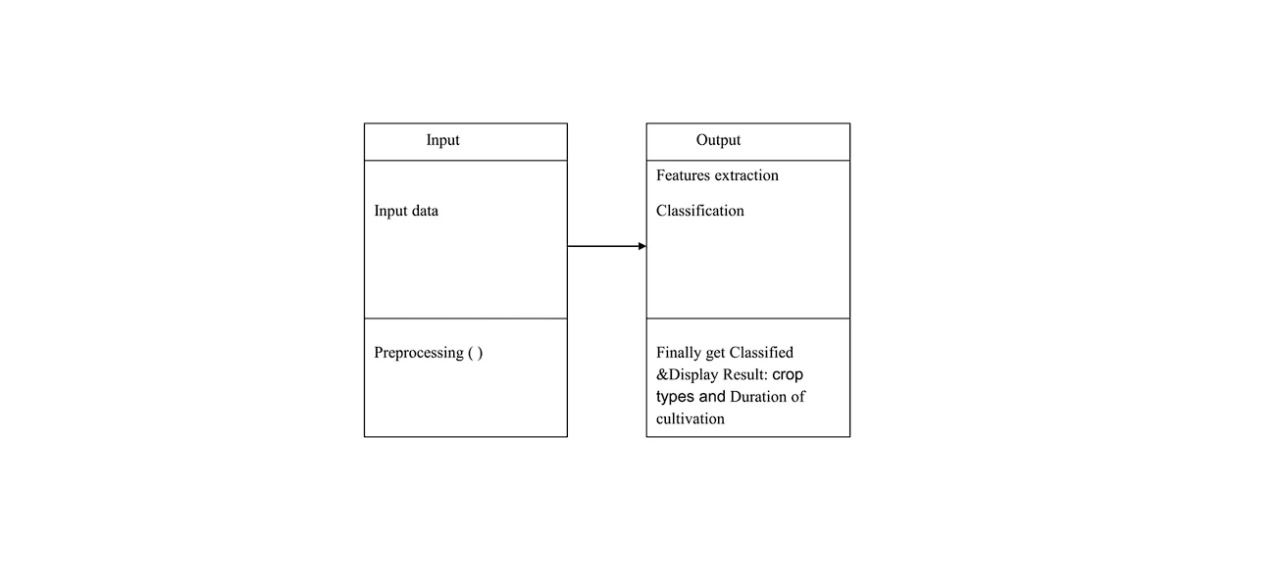 Input
Input data
Preprocessing ( )
Output
Features extraction
Classification
Finally get Classified
&Display Result: crop
types and Duration of
cultivation